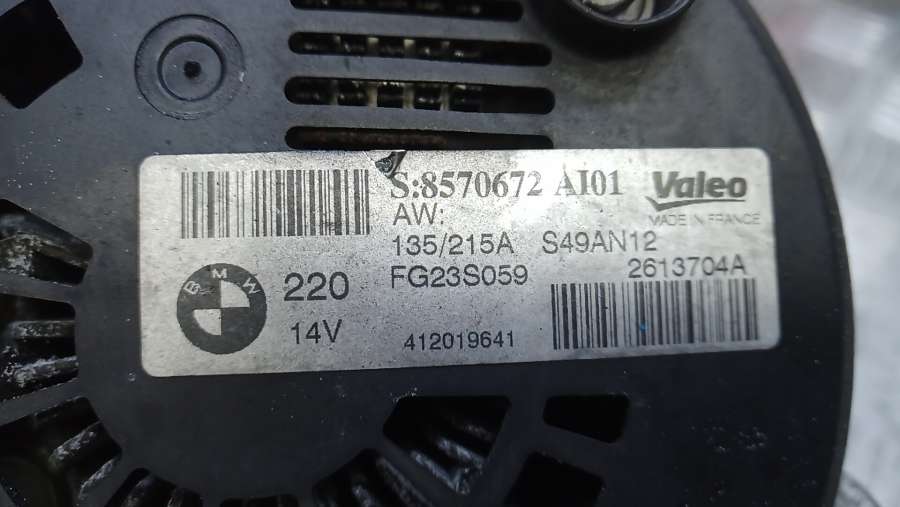 S:8570672 AI01
Valeo
AW:
MADE IN FRANCE
135/215A S49AN12
BMW
220
FG23S059
2613704A
14V
412019641